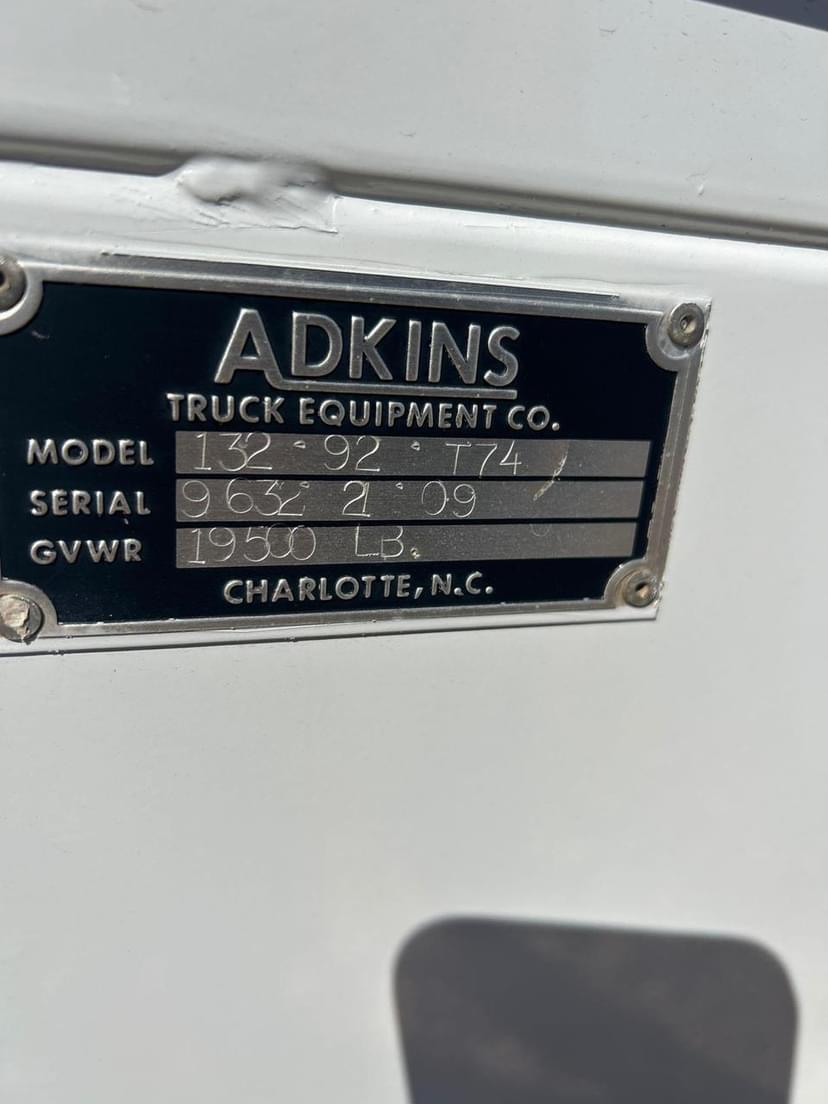 ADKINS
TRUCK EQUIPMENT CO.
MODEL 132 · 92 · T74
SERIAL 9632 · 21 · 09
GVWR 19500 LB.
CHARLOTTE, N.C.